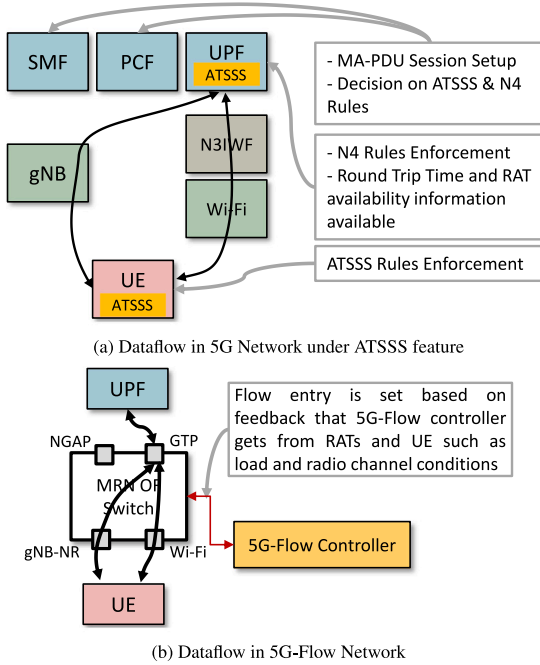 SMF
PCF
UPF
ATSSS
- MA-PDU Session Setup
- Decision on ATSSS & N4
Rules
gNB
N3IWF
Wi-Fi
- N4 Rules Enforcement
- Round Trip Time and RAT
availability information
available
UE
ATSSS
ATSSS Rules Enforcement
(a) Dataflow in 5G Network under ATSSS feature
UPF
Flow entry is set based on
feedback that 5G-Flow controller
gets from RATs and UE such as
load and radio channel conditions
NGAP
GTP
MRN OF
Switch
gNB-NR
Wi-Fi
5G-Flow Controller
UE
(b) Dataflow in 5G-Flow Network